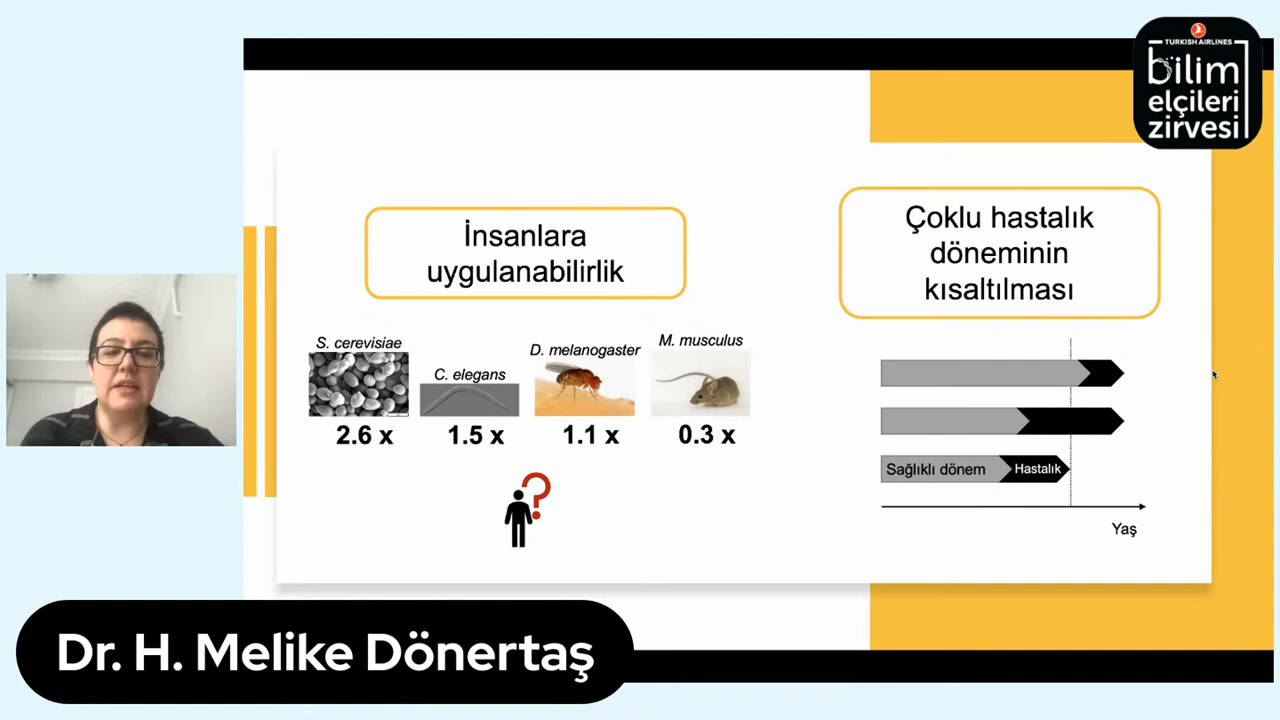 TURKISH AIRLINES
bilim
elçileri
zirvesi
İnsanlara
uygulanabilirlik
Çoklu hastalık
döneminin
kısaltılması
S. cerevisiae
C. elegans
D. melanogaster
M. musculus
2.6 x
1.5 x
1.1 x
0.3 x
?
Sağlıklı dönem
Hastalık
Yaş
Dr. H. Melike Dönertaş